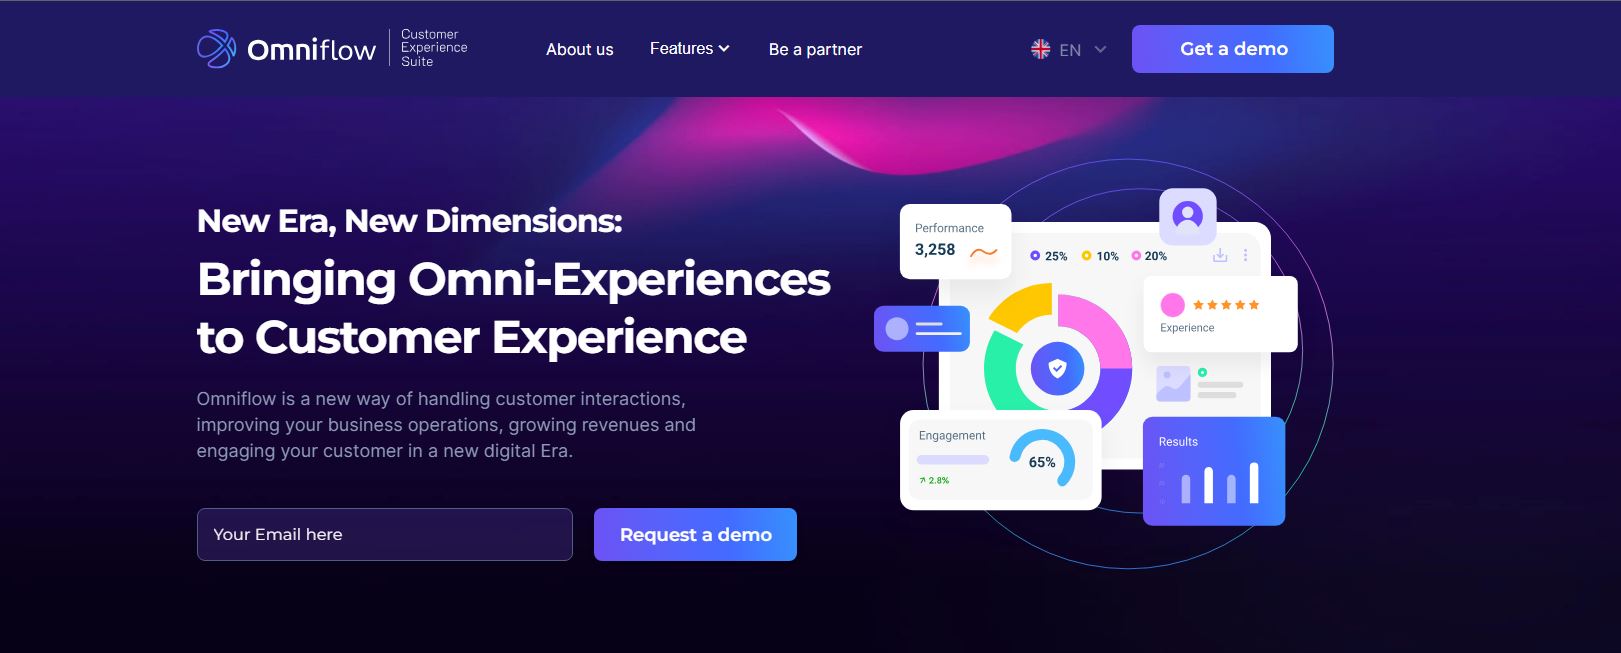 Omniflow
Customer
Experience
Suite
About us
Features
Be a partner
EN
Get a demo
New Era, New Dimensions:
Bringing Omni-Experiences
to Customer Experience
Omniflow is a new way of handling customer interactions,
improving your business operations, growing revenues and
engaging your customer in a new digital Era.
Your Email here
Request a demo
Performance
3,258
25%
10%
20%
Experience
Engagement
65%
2.8%
Results